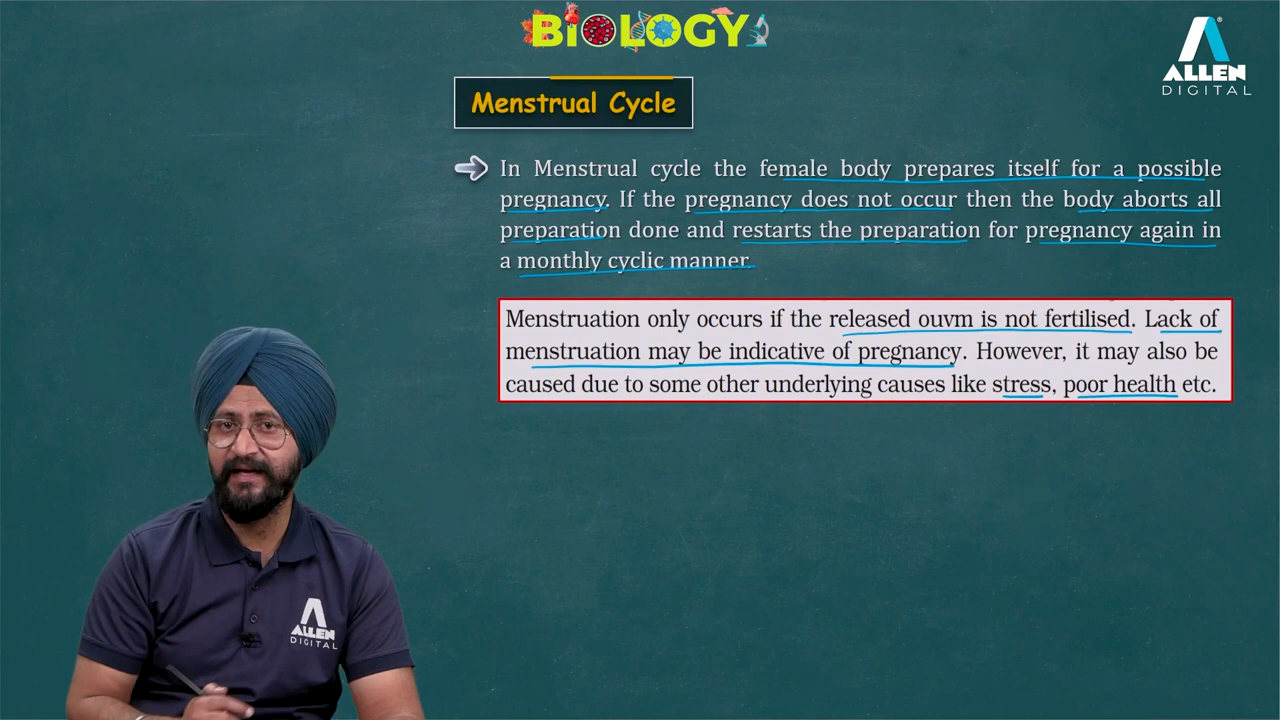 BIOLOGY
ALLEN
DIGITAL
Menstrual Cycle
In Menstrual cycle the female body prepares itself for a possible
pregnancy. If the pregnancy does not occur then the body aborts all
preparation done and restarts the preparation for pregnancy again in
a monthly cyclic manner.
Menstruation only occurs if the released ouvm is not fertilised. Lack of
menstruation may be indicative of pregnancy. However, it may also be
caused due to some other underlying causes like stress, poor health etc.
ALLEN
DIGITAL